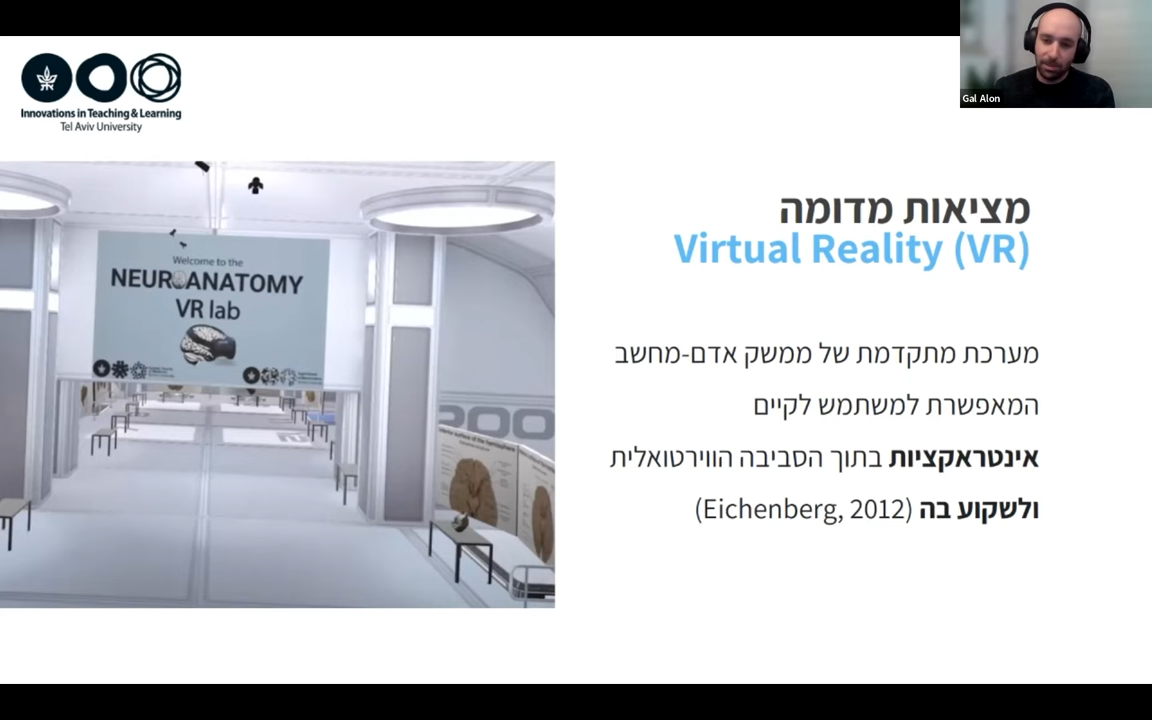 Gal Alon
Innovations in Teaching & Learning
Tel Aviv University
מציאות מדומה
Virtual Reality (VR)
מערכת מתקדמת של ממשק אדם-מחשב
המאפשרת למשתמש לקיים
אינטראקציות בתוך הסביבה הווירטואלית
ולשקוע בה (Eichenberg, 2012)
Welcome to the
NEUROANATOMY
VR lab